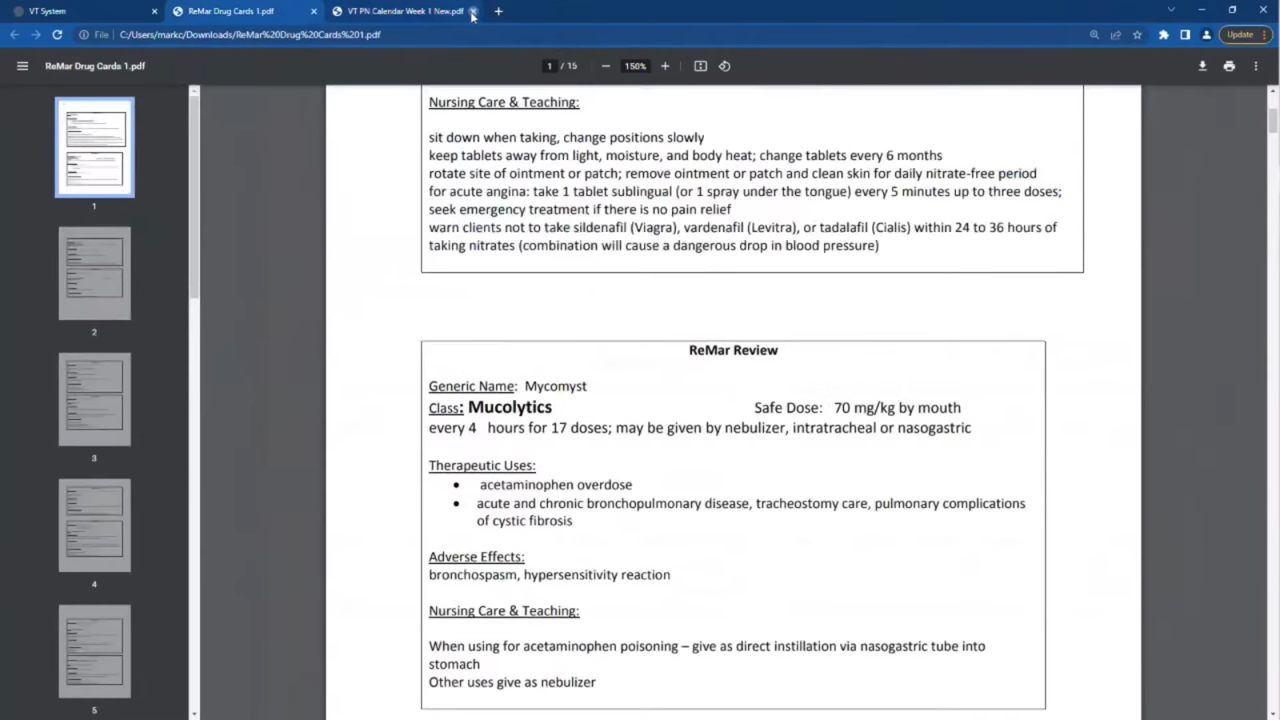 VT System
ReMar Drug Cards 1.pdf
VT PN Calendar Week 1 New.pdf
File
C:/Users/markc/Downloads/ReMar%20Drug%20Cards%201.pdf
Update
ReMar Drug Cards 1.pdf
1 / 15
150%
1
2
3
4
5
Nursing Care & Teaching:
sit down when taking, change positions slowly
keep tablets away from light, moisture, and body heat; change tablets every 6 months
rotate site of ointment or patch; remove ointment or patch and clean skin for daily nitrate-free period
for acute angina: take 1 tablet sublingual (or 1 spray under the tongue) every 5 minutes up to three doses;
seek emergency treatment if there is no pain relief
warn clients not to take sildenafil (Viagra), vardenafil (Levitra), or tadalafil (Cialis) within 24 to 36 hours of
taking nitrates (combination will cause a dangerous drop in blood pressure)
ReMar Review
Generic Name: Mycomyst
Class: Mucolytics Safe Dose: 70 mg/kg by mouth
every 4 hours for 17 doses; may be given by nebulizer, intratracheal or nasogastric
Therapeutic Uses:
• acetaminophen overdose
• acute and chronic bronchopulmonary disease, tracheostomy care, pulmonary complications
of cystic fibrosis
Adverse Effects:
bronchospasm, hypersensitivity reaction
Nursing Care & Teaching:
When using for acetaminophen poisoning – give as direct instillation via nasogastric tube into
stomach
Other uses give as nebulizer